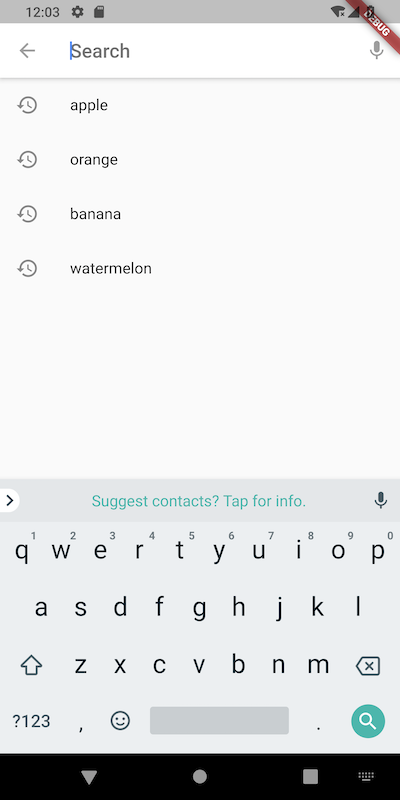 12:03
DEBUG
Search
apple
orange
banana
watermelon
Suggest contacts? Tap for info.
1 2 3 4 5 6 7 8 9 0
q w e r t y u i o p
a s d f g h j k l
z x c v b n m
?123 , .